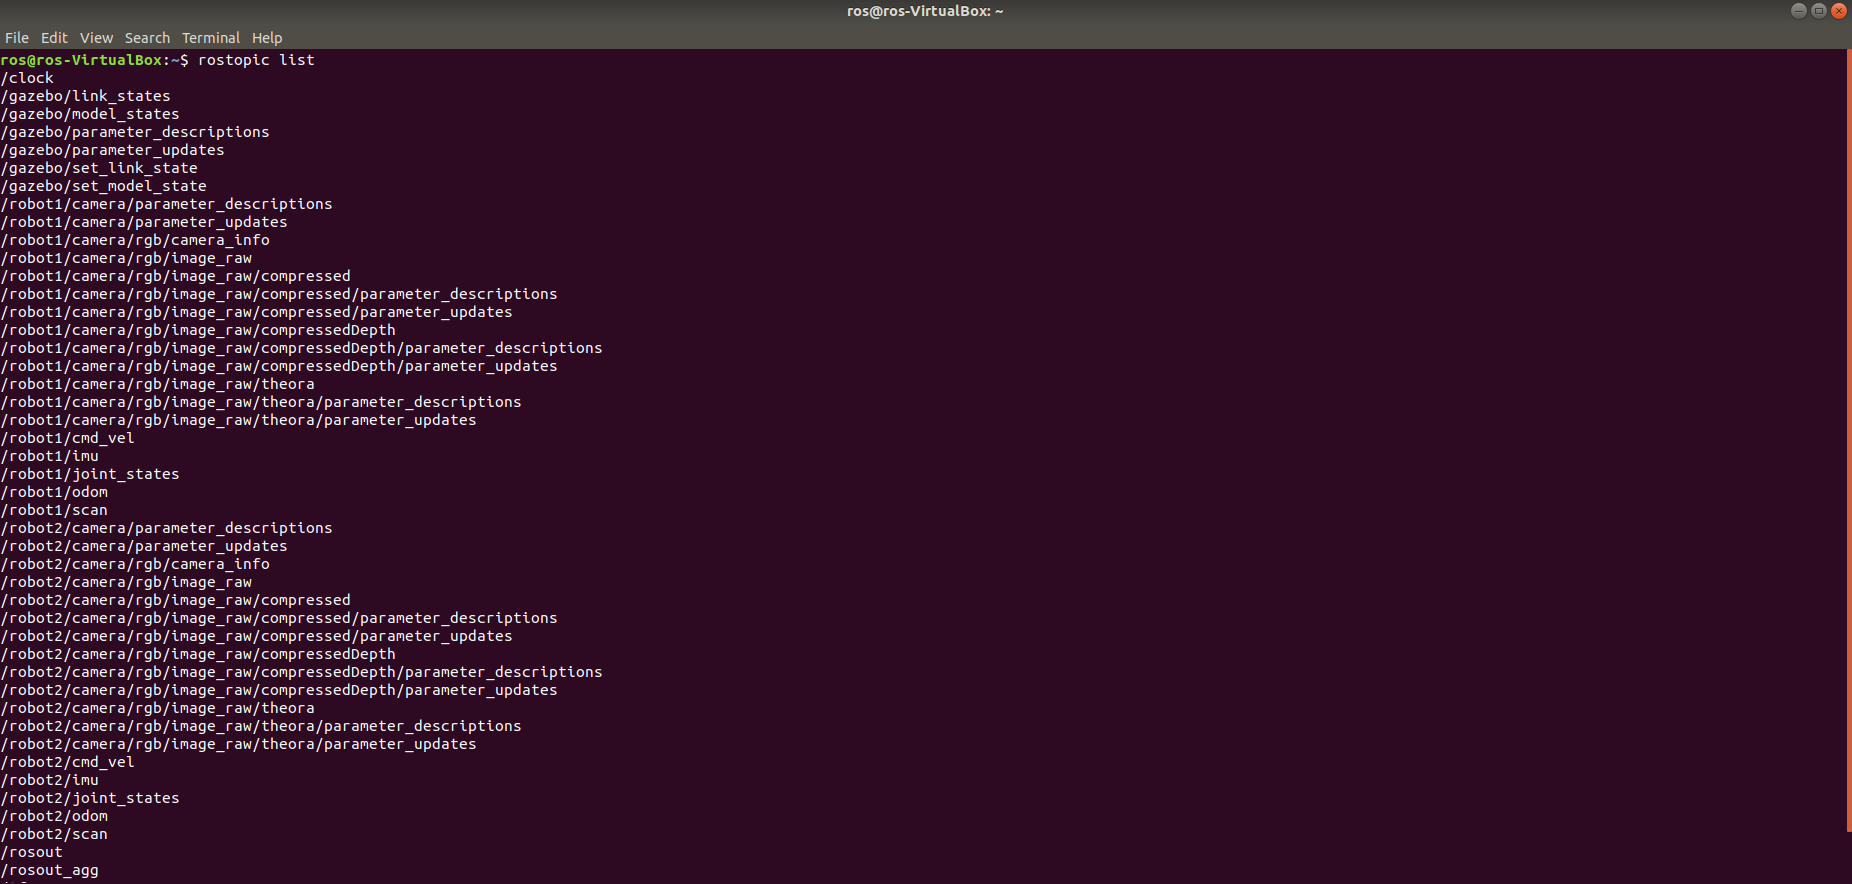 ros@ros-VirtualBox: ~
File Edit View Search Terminal Help
ros@ros-VirtualBox:~$ rostopic list
/clock
/gazebo/link_states
/gazebo/model_states
/gazebo/parameter_descriptions
/gazebo/parameter_updates
/gazebo/set_link_state
/gazebo/set_model_state
/robot1/camera/parameter_descriptions
/robot1/camera/parameter_updates
/robot1/camera/rgb/camera_info
/robot1/camera/rgb/image_raw
/robot1/camera/rgb/image_raw/compressed
/robot1/camera/rgb/image_raw/compressed/parameter_descriptions
/robot1/camera/rgb/image_raw/compressed/parameter_updates
/robot1/camera/rgb/image_raw/compressedDepth
/robot1/camera/rgb/image_raw/compressedDepth/parameter_descriptions
/robot1/camera/rgb/image_raw/compressedDepth/parameter_updates
/robot1/camera/rgb/image_raw/theora
/robot1/camera/rgb/image_raw/theora/parameter_descriptions
/robot1/camera/rgb/image_raw/theora/parameter_updates
/robot1/cmd_vel
/robot1/imu
/robot1/joint_states
/robot1/odom
/robot1/scan
/robot2/camera/parameter_descriptions
/robot2/camera/parameter_updates
/robot2/camera/rgb/camera_info
/robot2/camera/rgb/image_raw
/robot2/camera/rgb/image_raw/compressed
/robot2/camera/rgb/image_raw/compressed/parameter_descriptions
/robot2/camera/rgb/image_raw/compressed/parameter_updates
/robot2/camera/rgb/image_raw/compressedDepth
/robot2/camera/rgb/image_raw/compressedDepth/parameter_descriptions
/robot2/camera/rgb/image_raw/compressedDepth/parameter_updates
/robot2/camera/rgb/image_raw/theora
/robot2/camera/rgb/image_raw/theora/parameter_descriptions
/robot2/camera/rgb/image_raw/theora/parameter_updates
/robot2/cmd_vel
/robot2/imu
/robot2/joint_states
/robot2/odom
/robot2/scan
/rosout
/rosout_agg